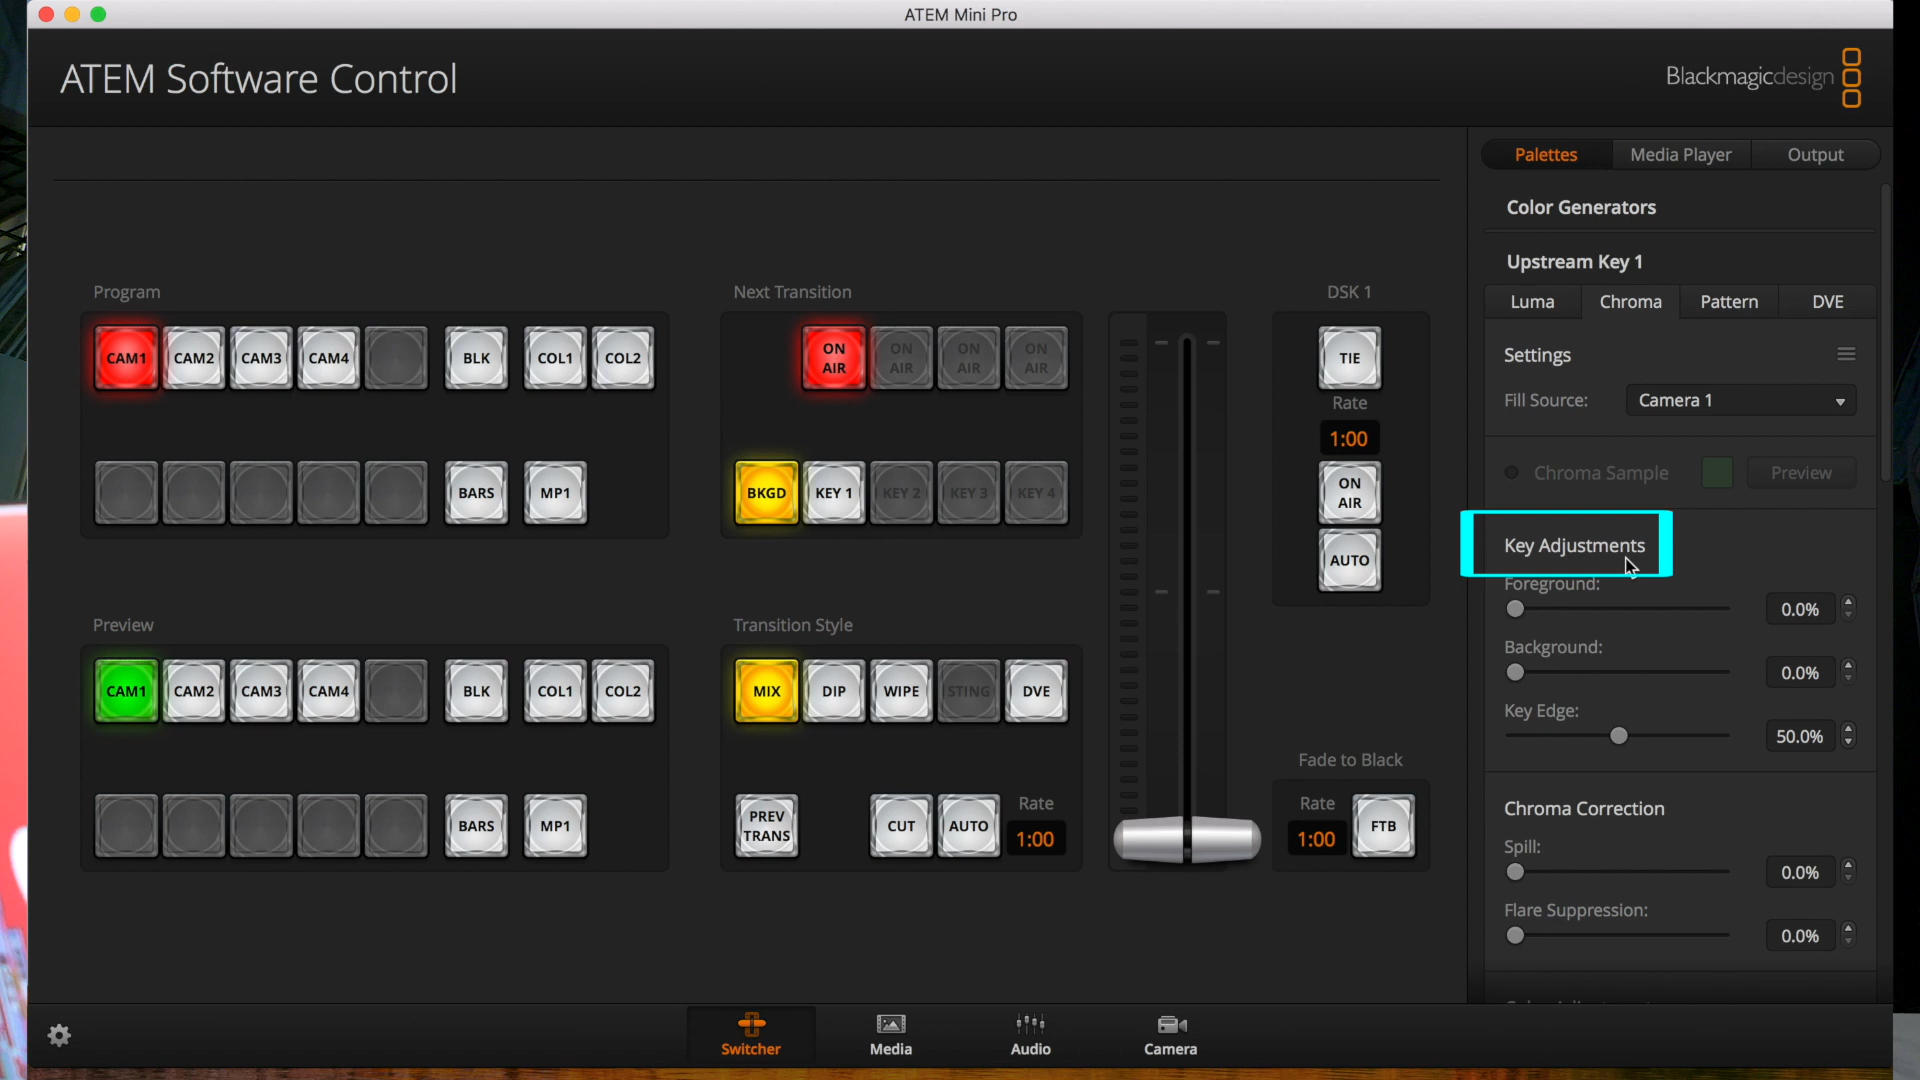 ATEM Mini Pro
ATEM Software Control
Blackmagicdesign
Palettes
Media Player
Output
Color Generators
Upstream Key 1
Luma
Chroma
Pattern
DVE
Settings
Fill Source:
Camera 1
Chroma Sample
Preview
Key Adjustments
Foreground:
0.0%
Background:
0.0%
Key Edge:
50.0%
Chroma Correction
Spill:
0.0%
Flare Suppression:
0.0%
Program
CAM1
CAM2
CAM3
CAM4
BLK
COL1
COL2
BARS
MP1
Next Transition
ON
AIR
ON
AIR
ON
AIR
ON
AIR
BKGD
KEY 1
KEY 2
KEY 3
KEY 4
DSK 1
TIE
Rate
1:00
ON
AIR
AUTO
Preview
CAM1
CAM2
CAM3
CAM4
BLK
COL1
COL2
BARS
MP1
Transition Style
MIX
DIP
WIPE
STING
DVE
PREV
TRANS
CUT
AUTO
Rate
1:00
Fade to Black
Rate
1:00
FTB
Switcher
Media
Audio
Camera